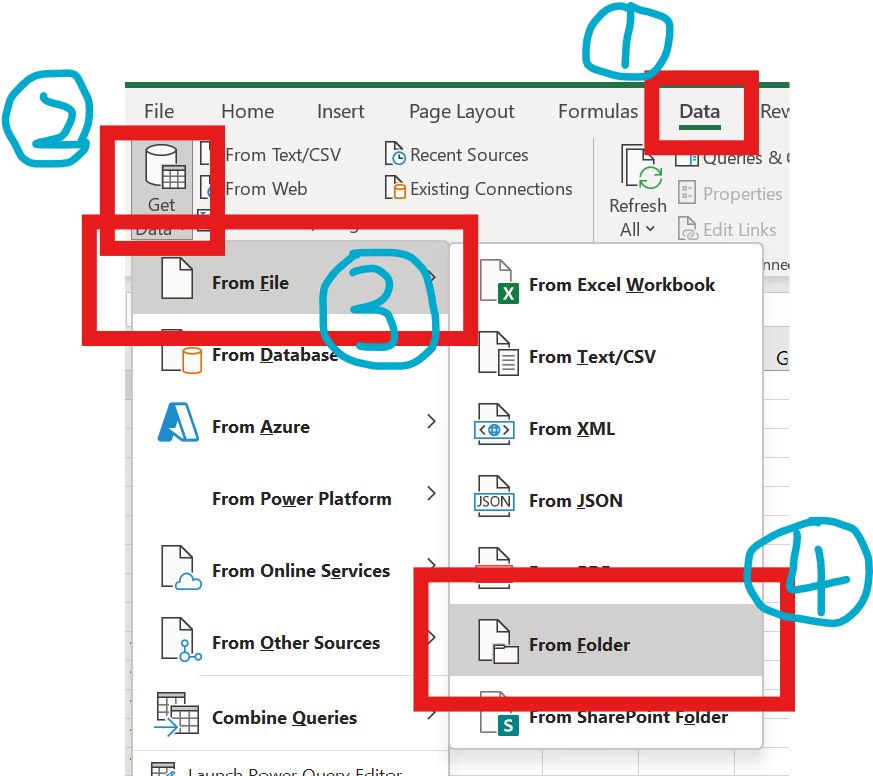 1
2
File Home Insert Page Layout Formulas Data Rev
From Text/CSV Recent Sources Queries &
Get Data From Web Existing Connections Refresh All Properties
Edit Links
3
From File From Excel Workbook
From Database From Text/CSV G
From Azure From XML
From Power Platform From JSON
4
From Online Services
From Other Sources From Folder
Combine Queries From SharePoint Folder
Launch Power Query Editor